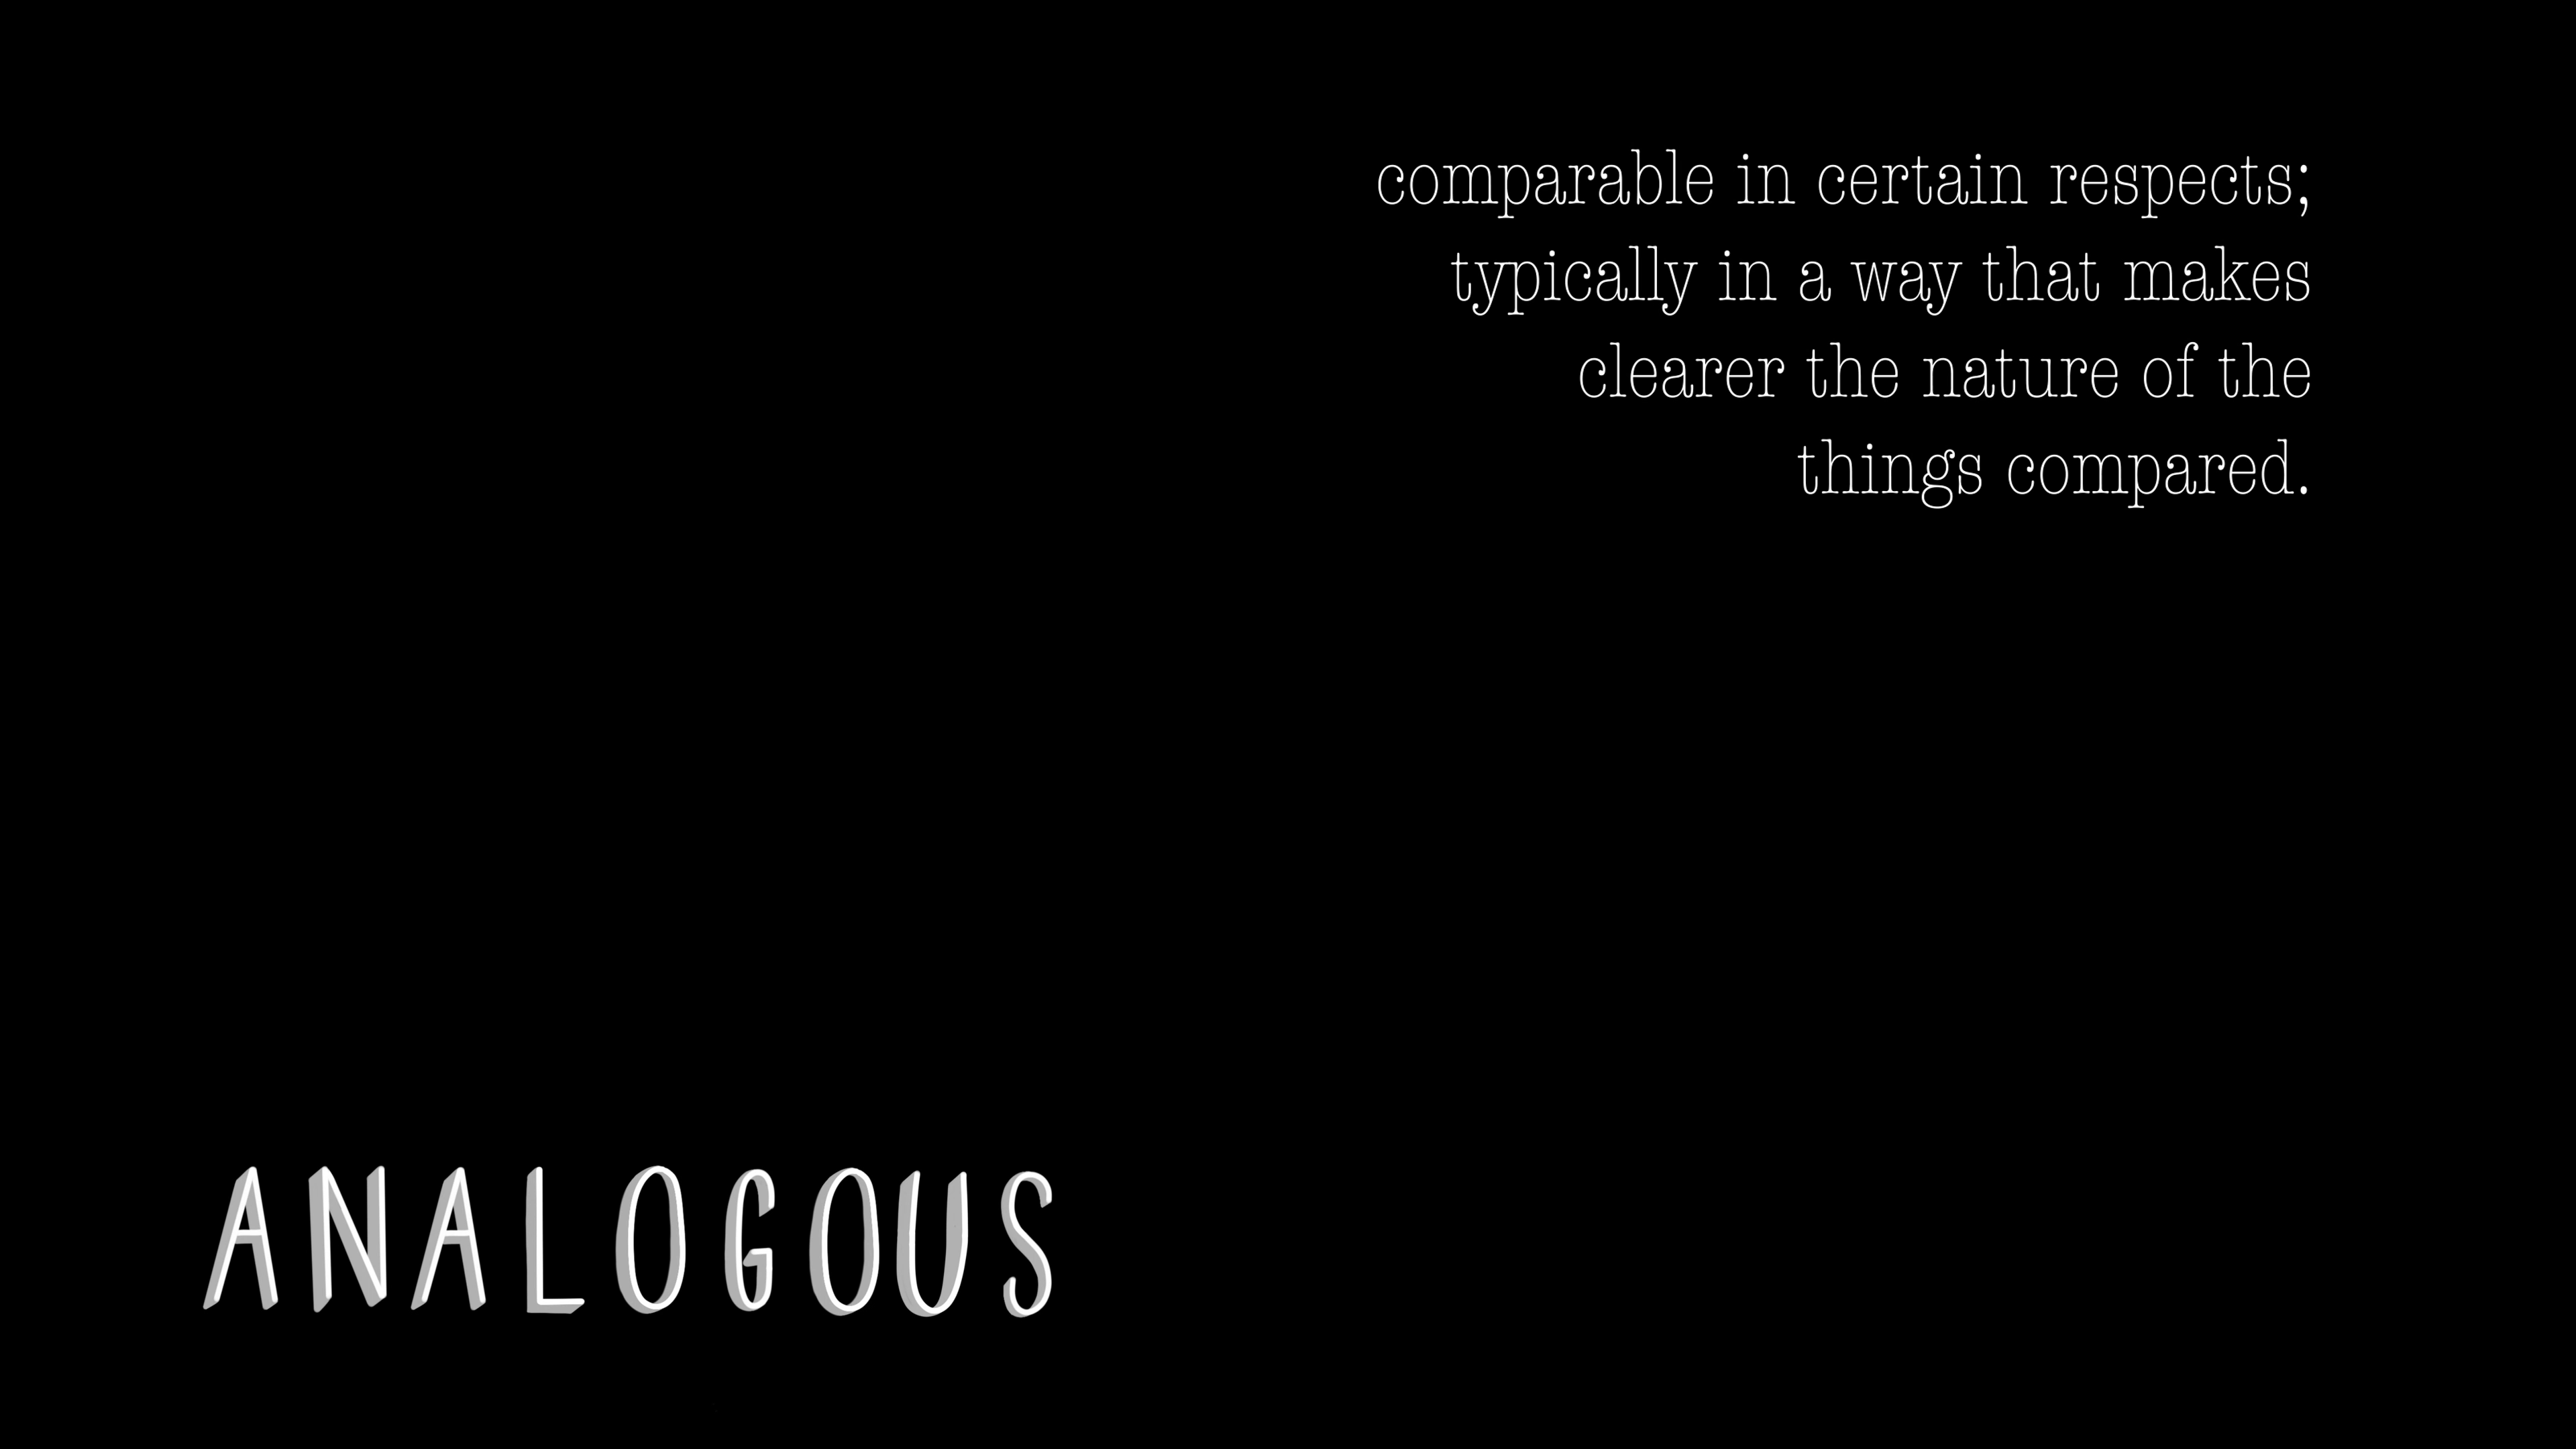 comparable in certain respects;
typically in a way that makes
clearer the nature of the
things compared.
ANALOGOUS